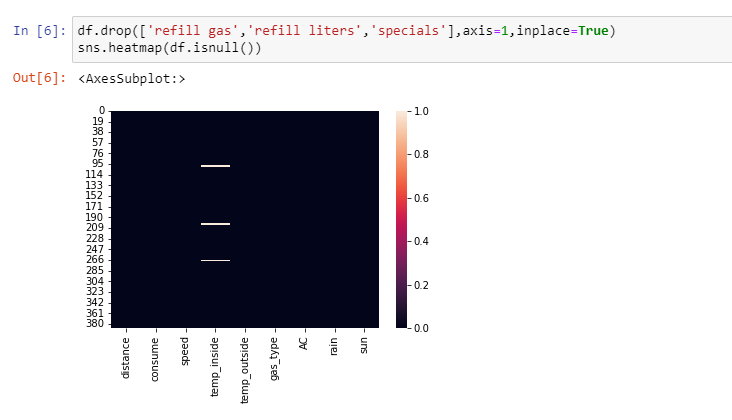 In [6]: df.drop(['refill gas','refill liters','specials'],axis=1,inplace=True)
sns.heatmap(df.isnull())
Out[6]: <AxesSubplot:>
0
19
38
57
76
95
114
133
152
171
190
209
228
247
266
285
304
323
342
361
380
1.0
0.8
0.6
0.4
0.2
0.0
distance
consume
speed
temp_inside
temp_outside
gas_type
AC
rain
sun